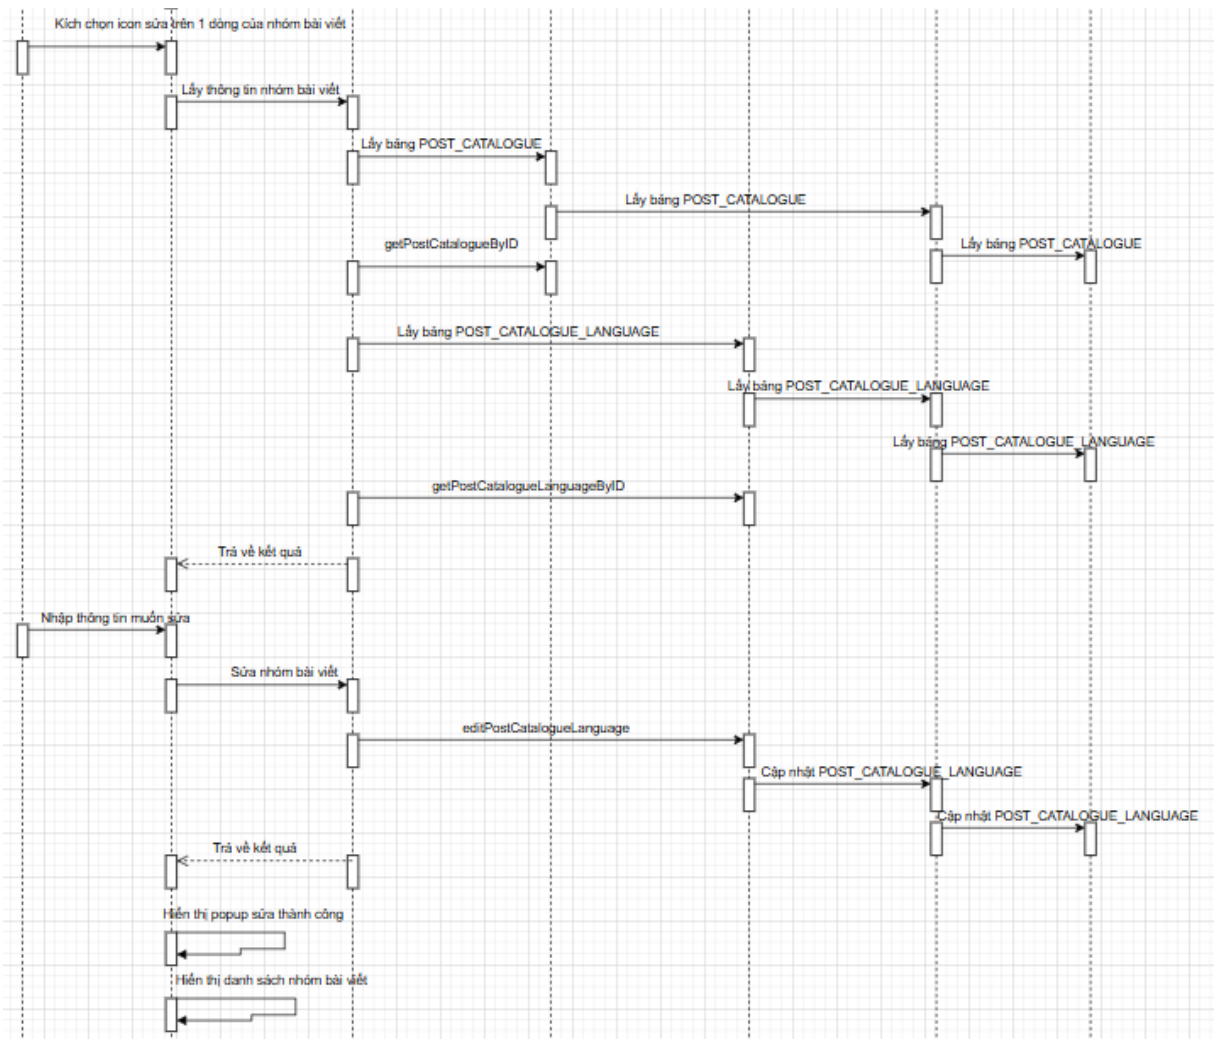 Kích chọn icon sửa trên 1 dòng của nhóm bài viết
Lấy thông tin nhóm bài viết
Lấy bảng POST_CATALOGUE
Lấy bảng POST_CATALOGUE
getPostCatalogueByID
Lấy bảng POST_CATALOGUE
Lấy bảng POST_CATALOGUE_LANGUAGE
Lấy bảng POST_CATALOGUE_LANGUAGE
Lấy bảng POST_CATALOGUE_LANGUAGE
getPostCatalogueLanguageByID
Trả về kết quả
Nhập thông tin muốn sửa
Sửa nhóm bài viết
editPostCatalogueLanguage
Cập nhật POST_CATALOGUE_LANGUAGE
Cập nhật POST_CATALOGUE_LANGUAGE
Trả về kết quả
Hiển thị popup sửa thành công
Hiển thị danh sách nhóm bài viết